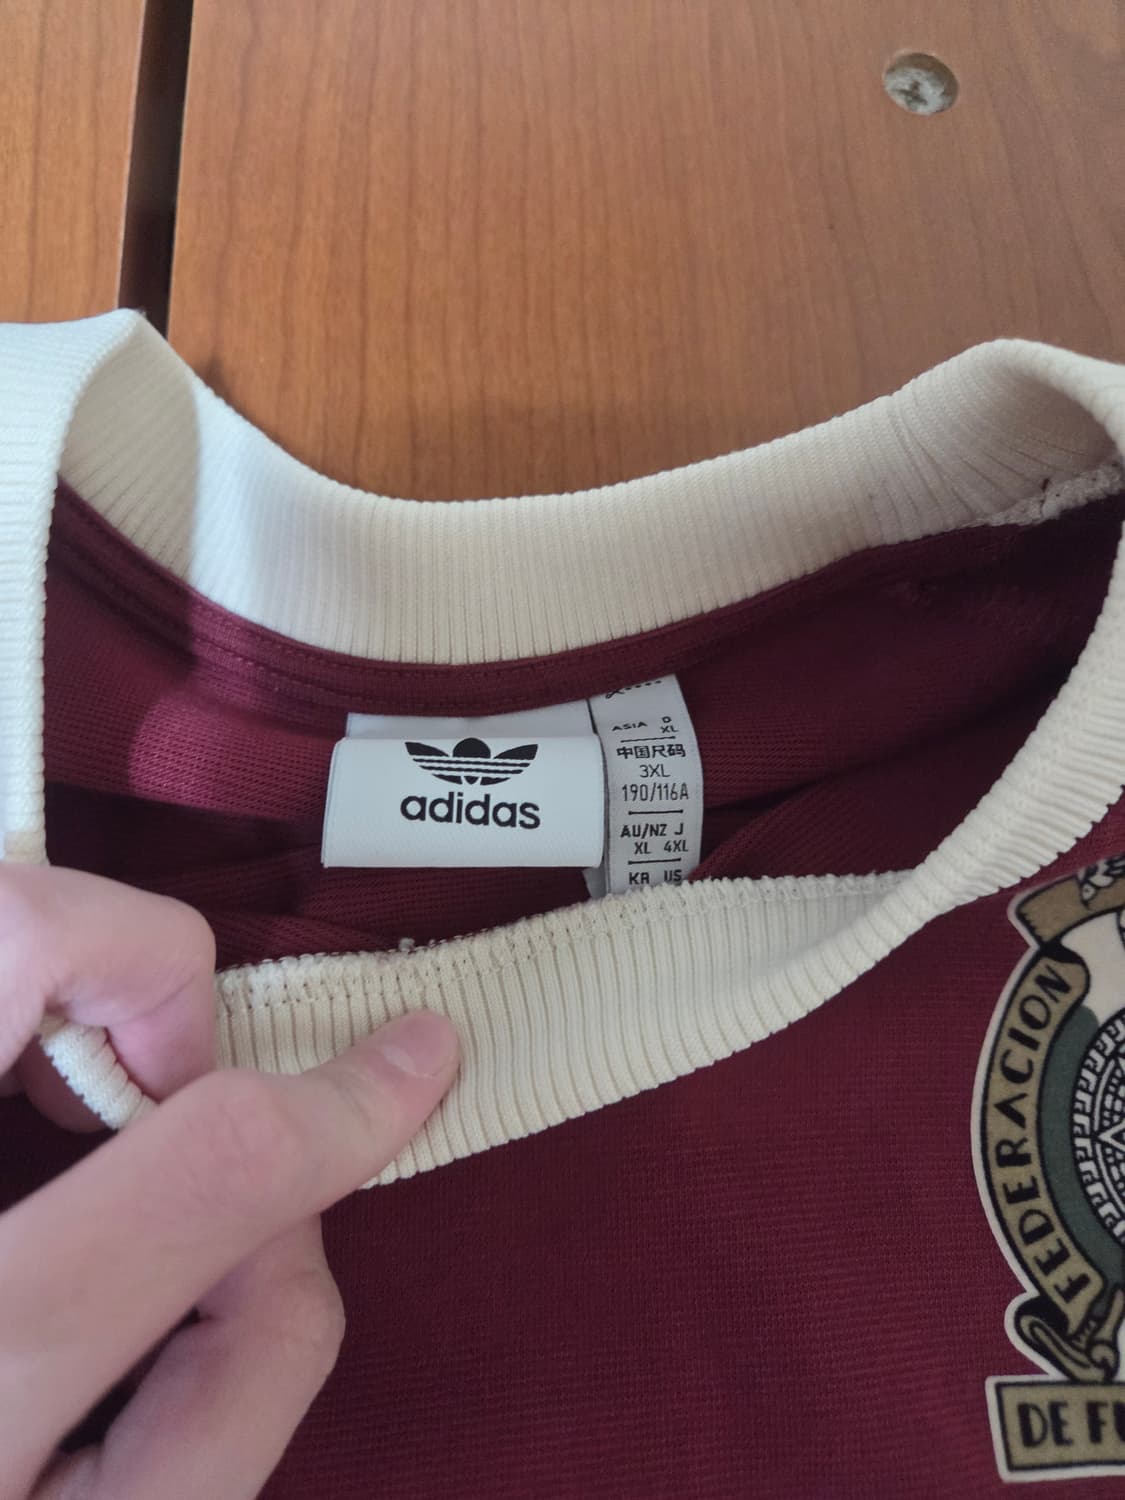 adidas
ASIA D
XL
中国尺码
3XL
190/116A
AU/NZ J
XL 4XL
KR US
FEDERACION
DE FU